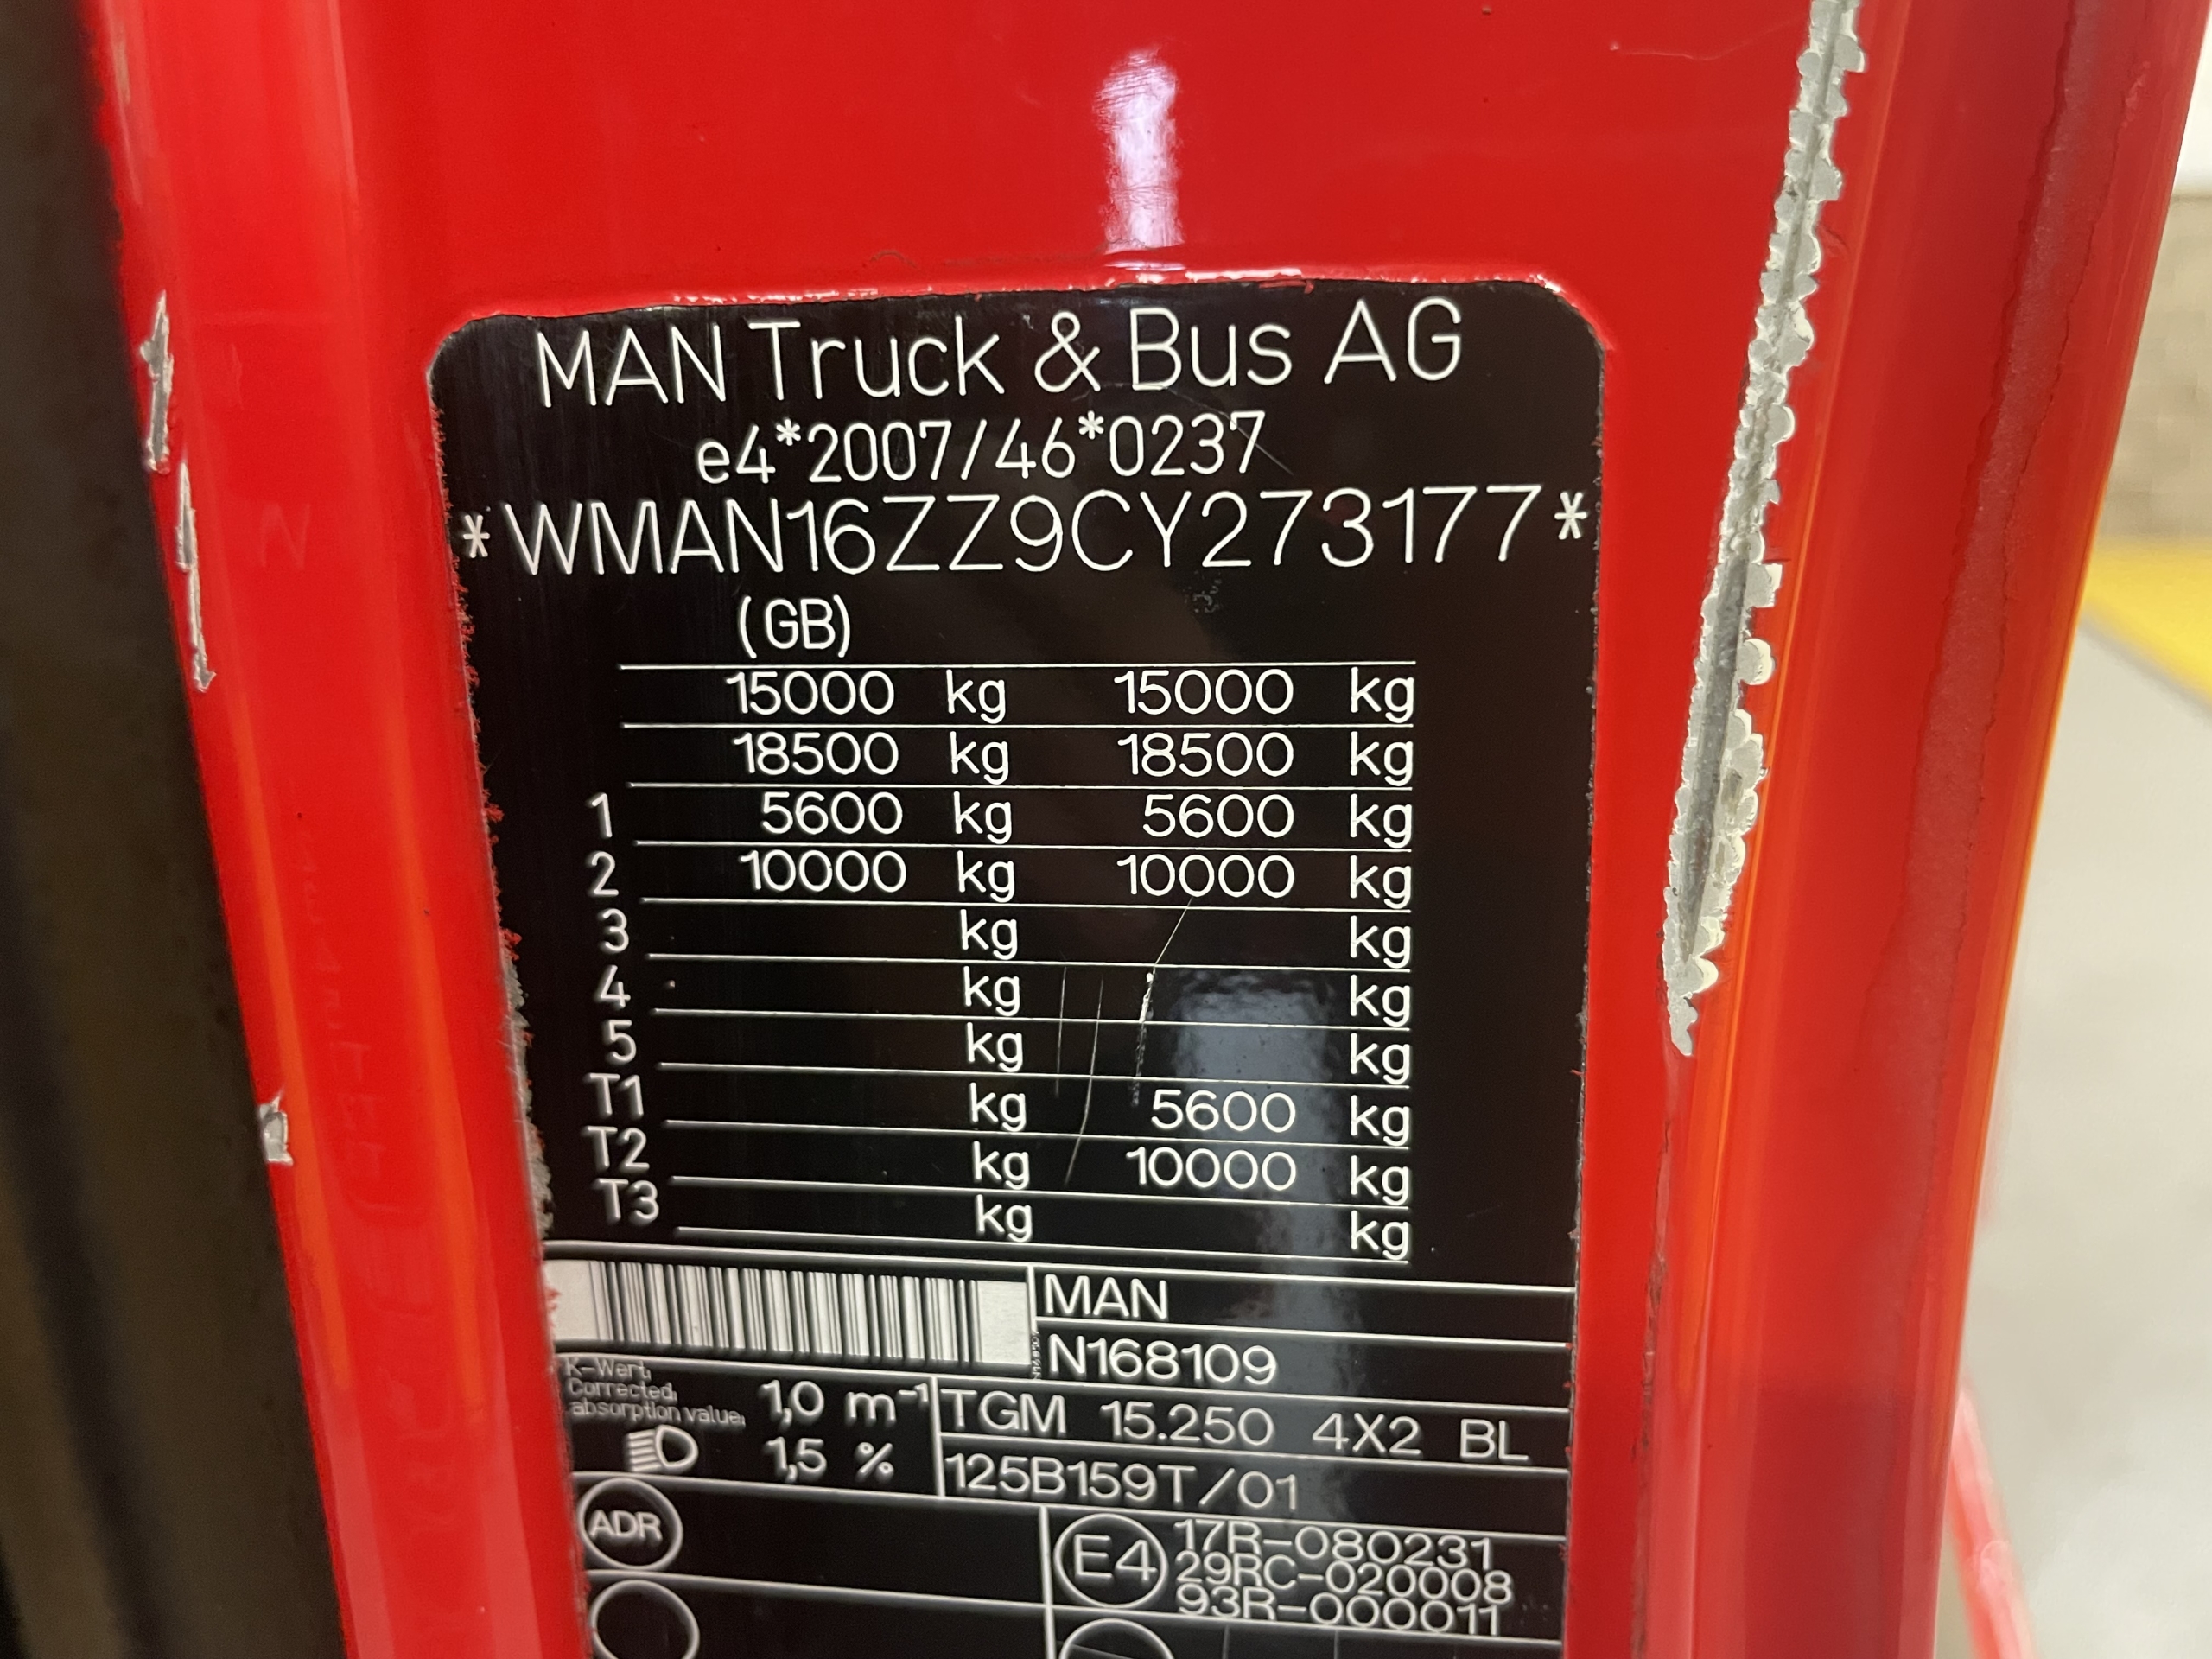 MAN Truck & Bus AG
e4*2007/46*0237
*WMAN16ZZ9CY273177*
(GB)
15000 kg 15000 kg
18500 kg 18500 kg
1 5600 kg 5600 kg
2 10000 kg 10000 kg
3 kg kg
4 kg kg
5 kg kg
T1 kg 5600 kg
T2 kg 10000 kg
T3 kg kg
MAN
N168109
K-Wert,
Corrected,
absorption value,
1,0 m⁻¹
TGM 15.250 4X2 BL
1,5 %
125B159T/01
ADR
E4
17R-080231
29RC-020008
93R-000011